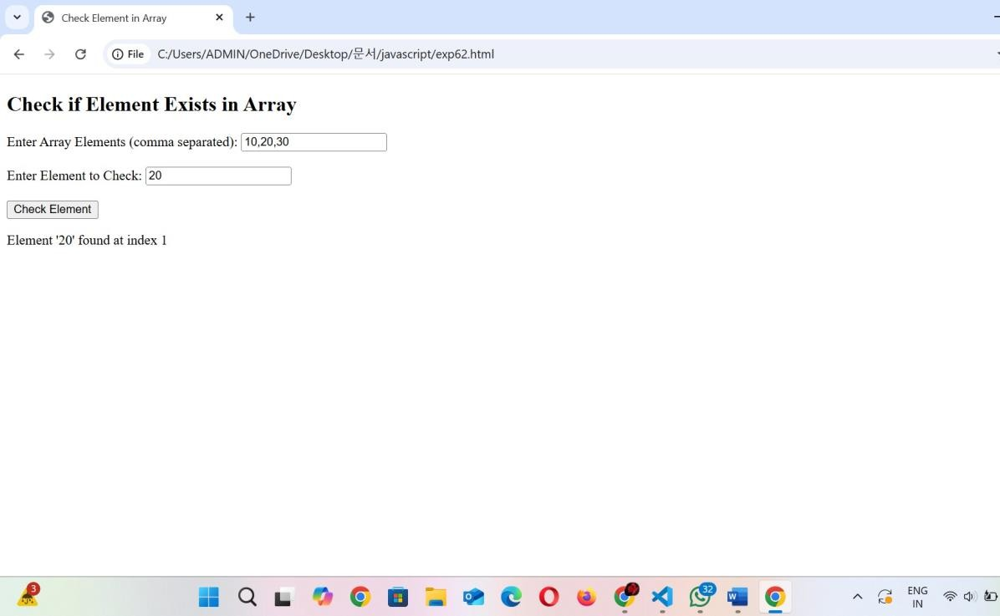 Check Element in Array
File C:/Users/ADMIN/OneDrive/Desktop/문서/javascript/exp62.html
Check if Element Exists in Array
Enter Array Elements (comma separated): 10,20,30
Enter Element to Check: 20
Check Element
Element '20' found at index 1
3
32
ENG
IN